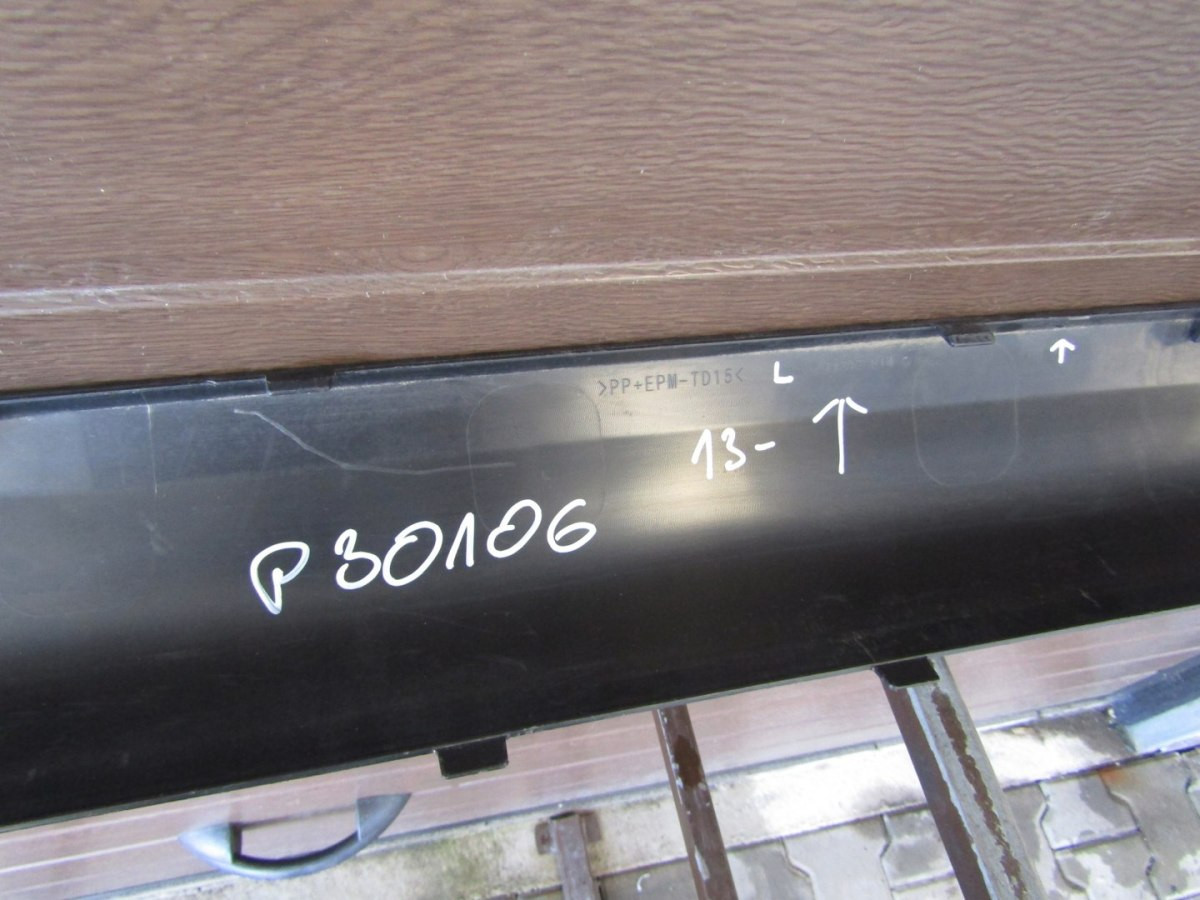 >PP+EPM-TD15<
L
13- ↑
P30106